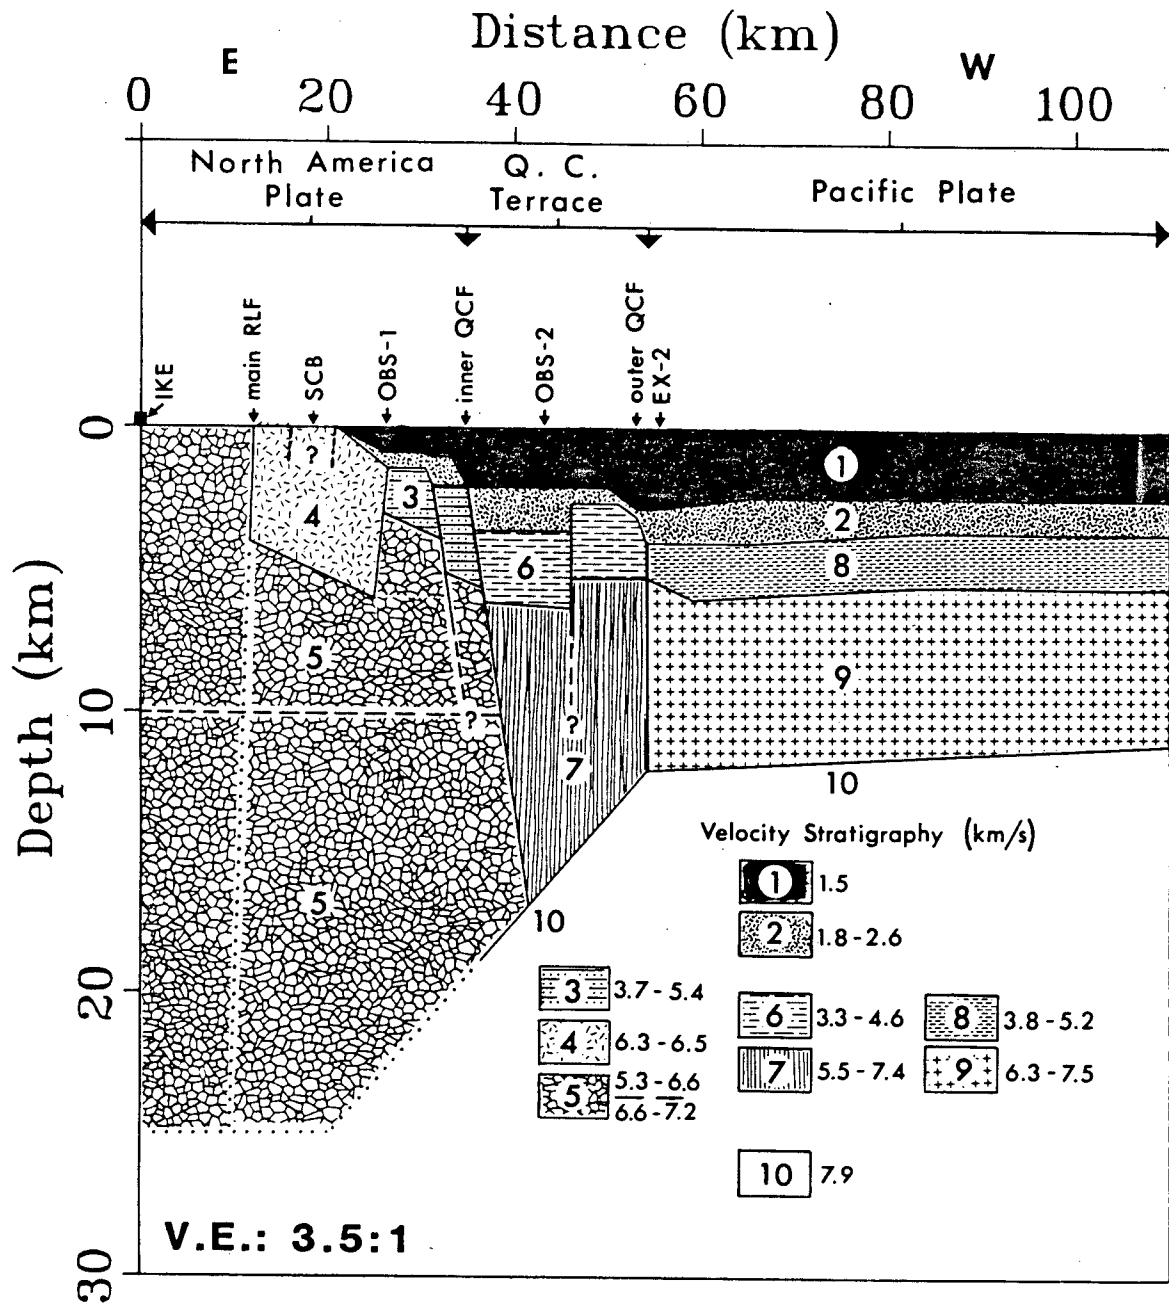 Distance (km)
E
W
0 20 40 60 80 100
North America
Plate
Q. C.
Terrace
Pacific Plate
IKE
main RLF
SCB
OBS-1
inner QCF
OBS-2
outer QCF
EX-2
Depth (km)
0
10
20
30
?
1
2
3
4
5
6
7
8
9
?
?
5
10
10
Velocity Stratigraphy (km/s)
1 1.5
2 1.8 - 2.6
3 3.7 - 5.4
4 6.3 - 6.5
5 5.3 - 6.6
6.6 - 7.2
6 3.3 - 4.6
7 5.5 - 7.4
8 3.8 - 5.2
9 6.3 - 7.5
10 7.9
V.E.: 3.5:1